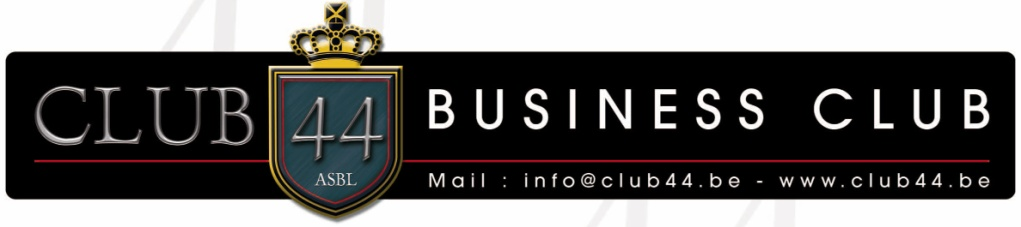 CLUB 44 BUSINESS CLUB
ASBL
Mail : info@club44.be - www.club44.be